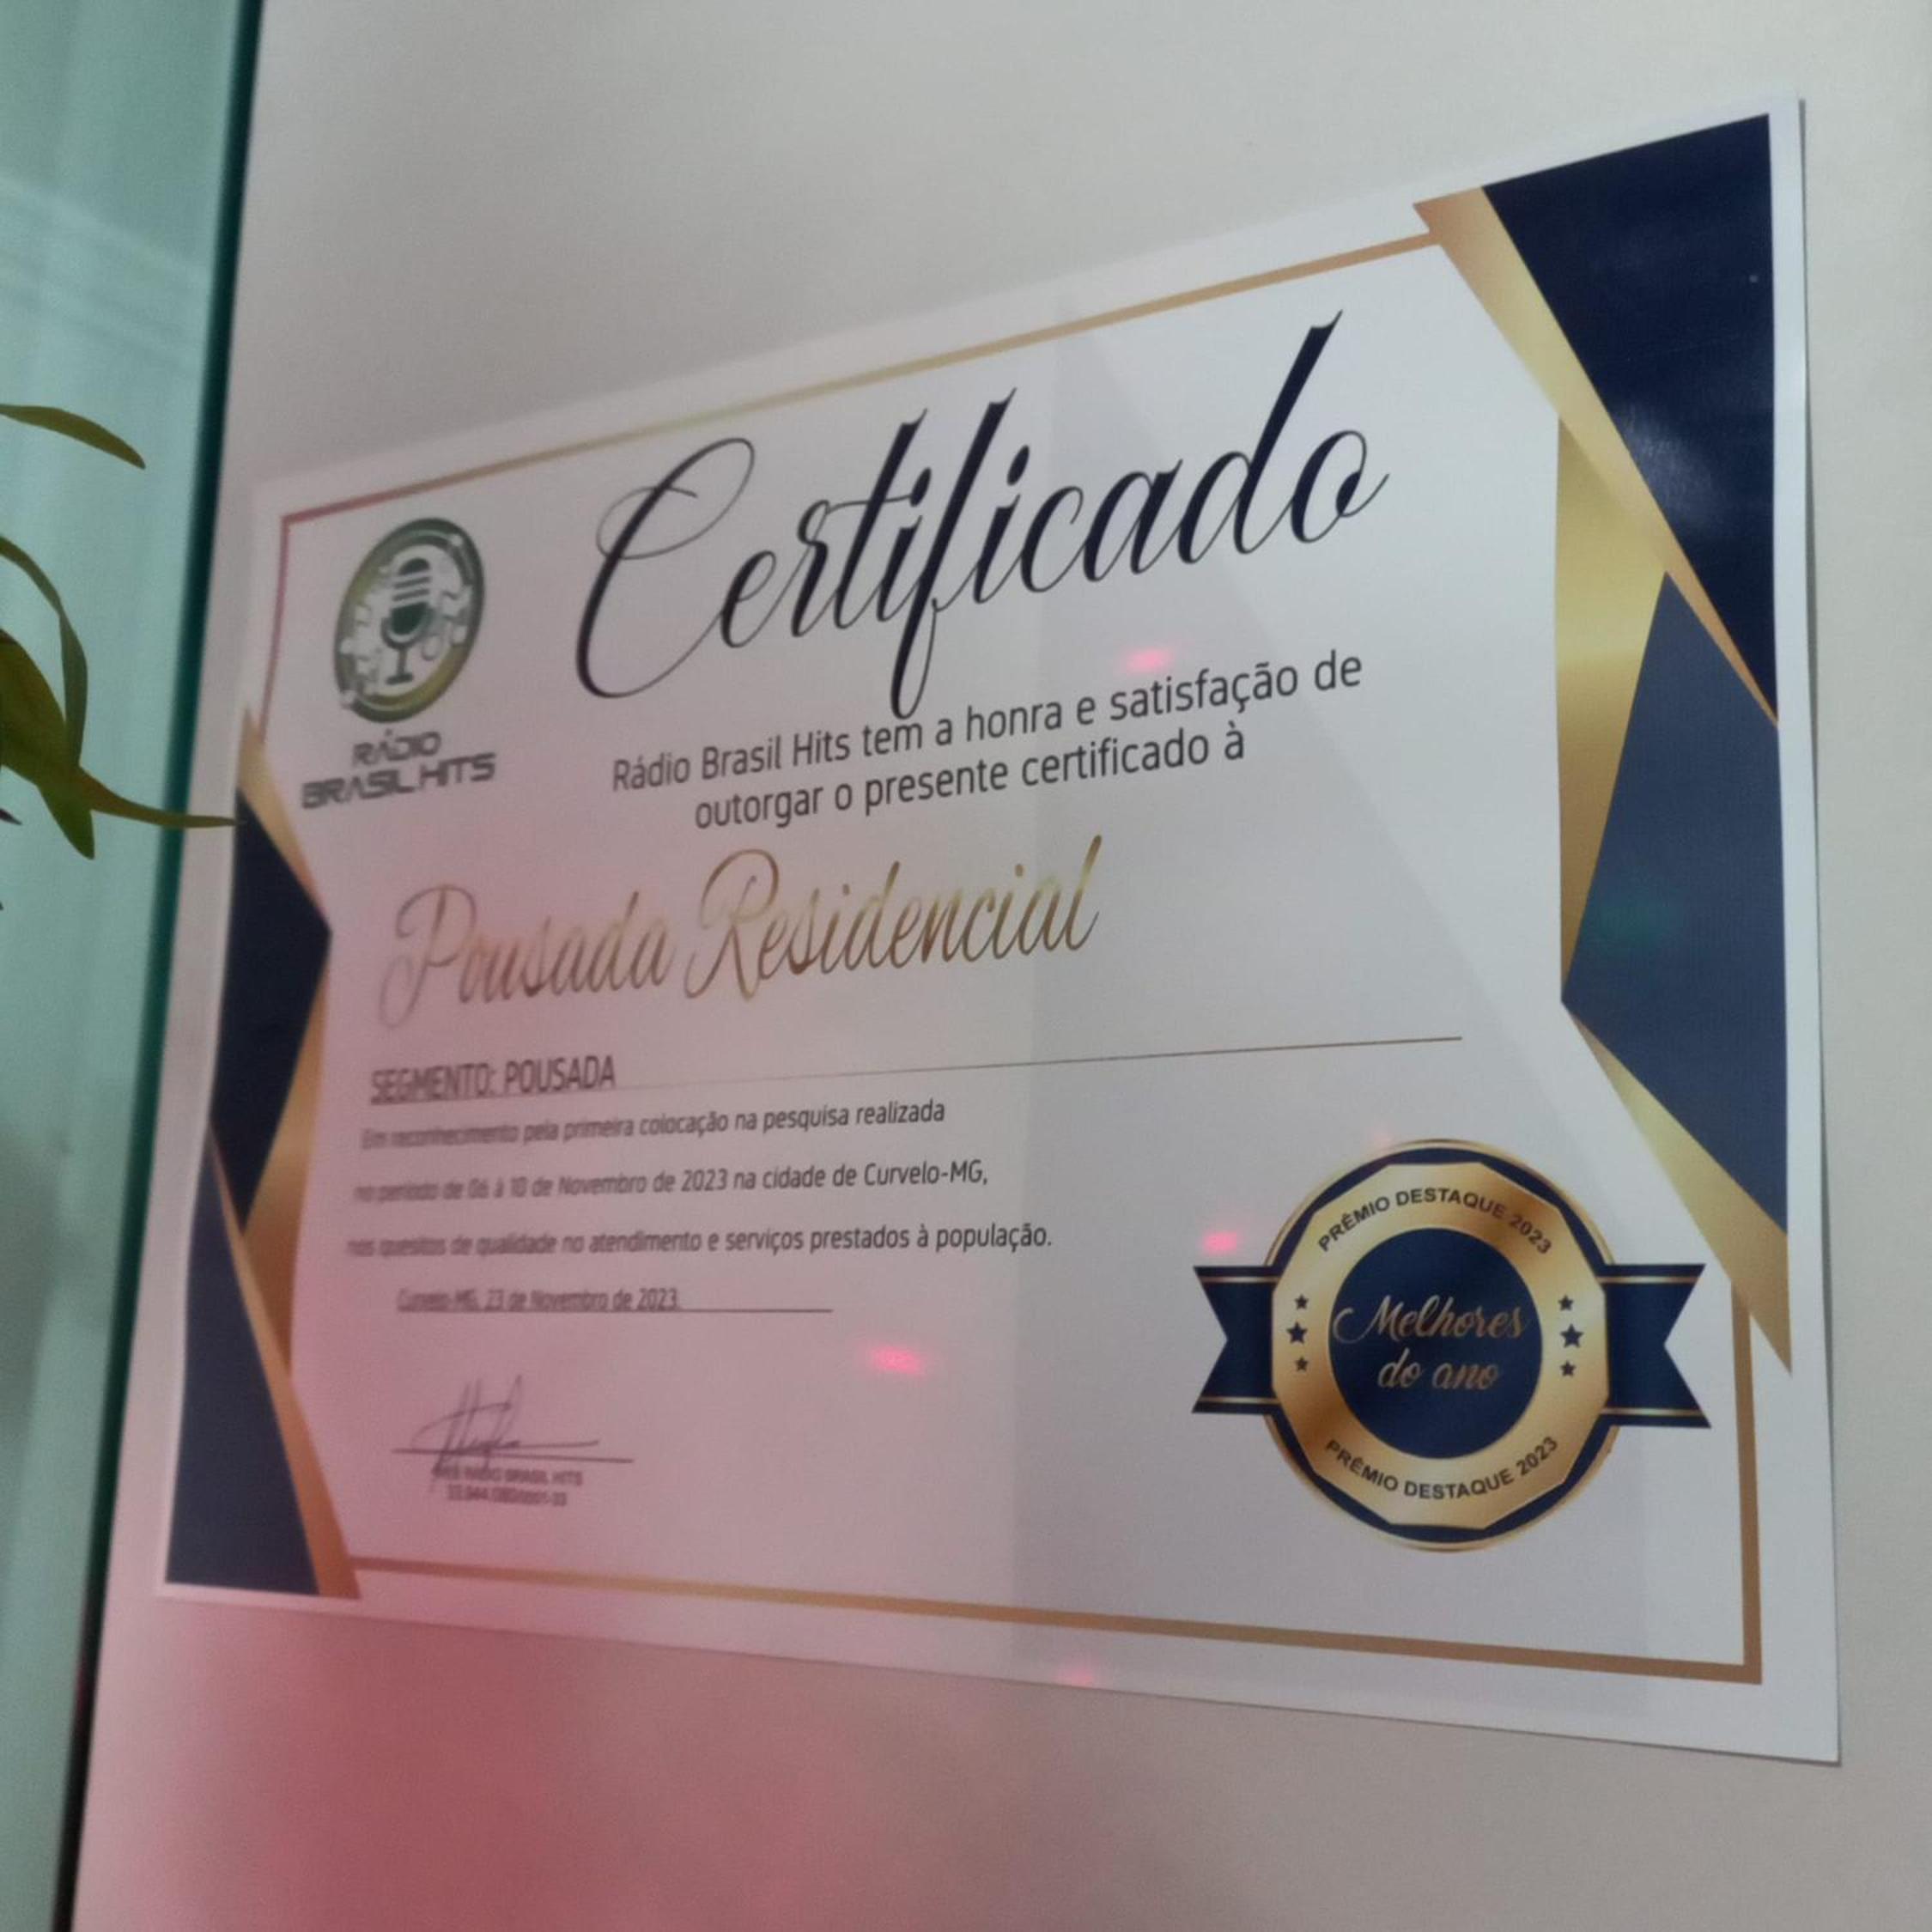 Certificado
RÁDIO
BRASIL HITS
Rádio Brasil Hits tem a honra e satisfação de
outorgar o presente certificado à
Pousada Residencial
SEGMENTO: POUSADA
Em reconhecimento pela primeira colocação na pesquisa realizada
no período de 06 à 10 de Novembro de 2023 na cidade de Curvelo-MG,
nos quesitos de qualidade no atendimento e serviços prestados à população.
Curvelo-MG, 23 de Novembro de 2023
RÁDIO BRASIL HITS
PRÊMIO DESTAQUE 2023
Melhores
do ano
PRÊMIO DESTAQUE 2023